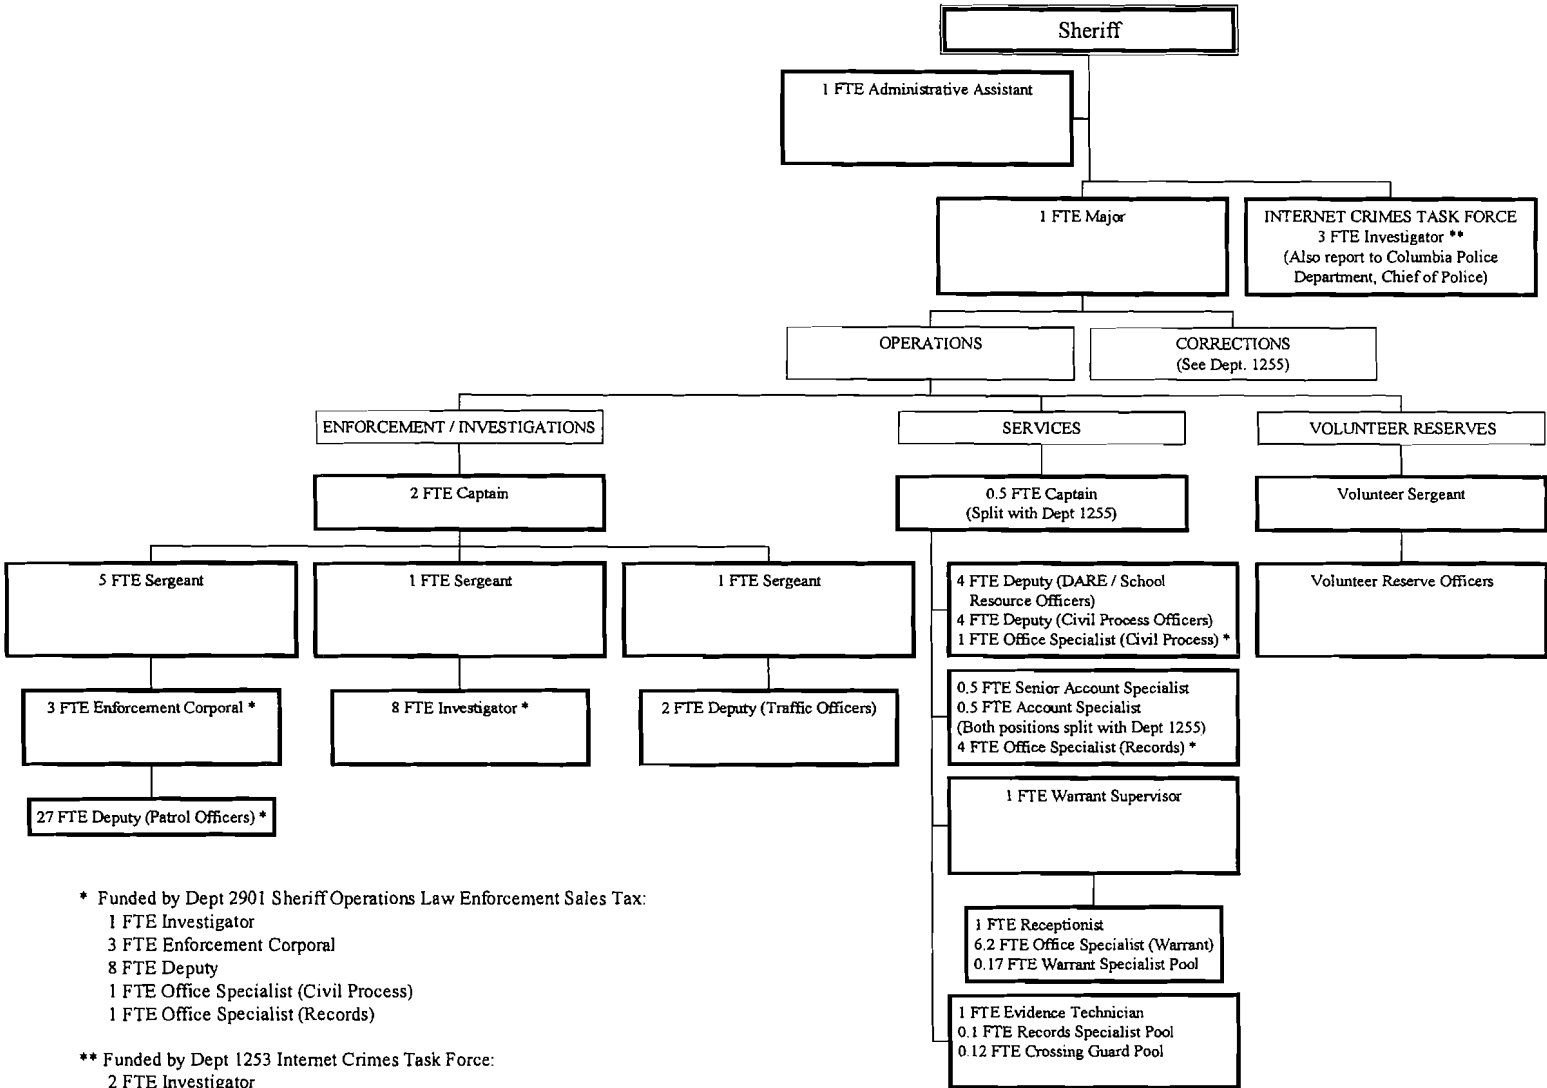 Sheriff
1 FTE Administrative Assistant
1 FTE Major
INTERNET CRIMES TASK FORCE
3 FTE Investigator **
(Also report to Columbia Police
Department, Chief of Police)
OPERATIONS
CORRECTIONS
(See Dept. 1255)
ENFORCEMENT / INVESTIGATIONS
SERVICES
VOLUNTEER RESERVES
2 FTE Captain
0.5 FTE Captain
(Split with Dept 1255)
Volunteer Sergeant
5 FTE Sergeant
1 FTE Sergeant
1 FTE Sergeant
4 FTE Deputy (DARE / School
Resource Officers)
4 FTE Deputy (Civil Process Officers)
1 FTE Office Specialist (Civil Process) *
Volunteer Reserve Officers
3 FTE Enforcement Corporal *
8 FTE Investigator *
2 FTE Deputy (Traffic Officers)
0.5 FTE Senior Account Specialist
0.5 FTE Account Specialist
(Both positions split with Dept 1255)
4 FTE Office Specialist (Records) *
27 FTE Deputy (Patrol Officers) *
1 FTE Warrant Supervisor
1 FTE Receptionist
6.2 FTE Office Specialist (Warrant)
0.17 FTE Warrant Specialist Pool
1 FTE Evidence Technician
0.1 FTE Records Specialist Pool
0.12 FTE Crossing Guard Pool
* Funded by Dept 2901 Sheriff Operations Law Enforcement Sales Tax:
1 FTE Investigator
3 FTE Enforcement Corporal
8 FTE Deputy
1 FTE Office Specialist (Civil Process)
1 FTE Office Specialist (Records)
** Funded by Dept 1253 Internet Crimes Task Force:
2 FTE Investigator